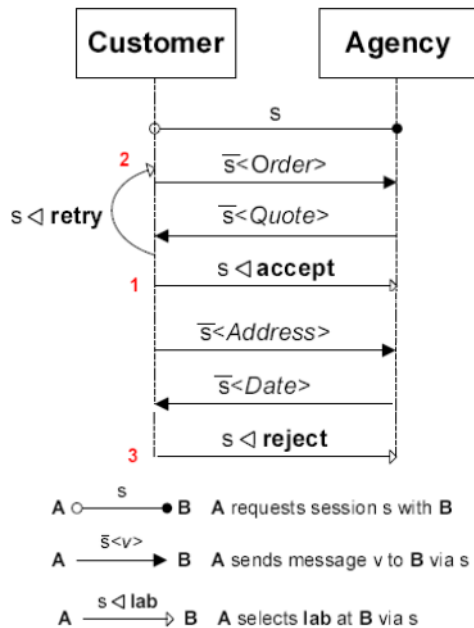 Customer Agency
s
2 s̅<Order>
s ◁ retry
s̅<Quote>
1 s ◁ accept
s̅<Address>
s̅<Date>
3 s ◁ reject
s
A B A requests session s with B
s̅<v>
A B A sends message v to B via s
s ◁ lab
A B A selects lab at B via s